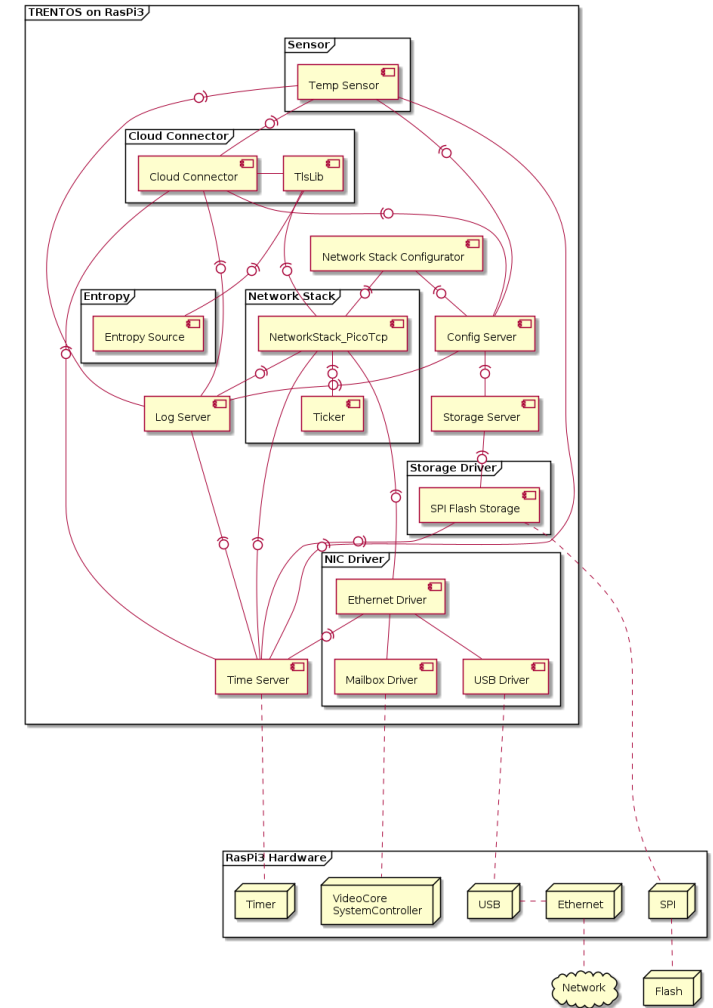 TRENTOS on RasPi3
Sensor
Temp Sensor
Cloud Connector
Cloud Connector
TlsLib
Network Stack Configurator
Entropy
Network Stack
Entropy Source
NetworkStack_PicoTcp
Config Server
Log Server
Ticker
Storage Server
Storage Driver
SPI Flash Storage
NIC Driver
Ethernet Driver
Time Server
Mailbox Driver
USB Driver
RasPi3 Hardware
Timer
VideoCore
SystemController
USB
Ethernet
SPI
Network
Flash